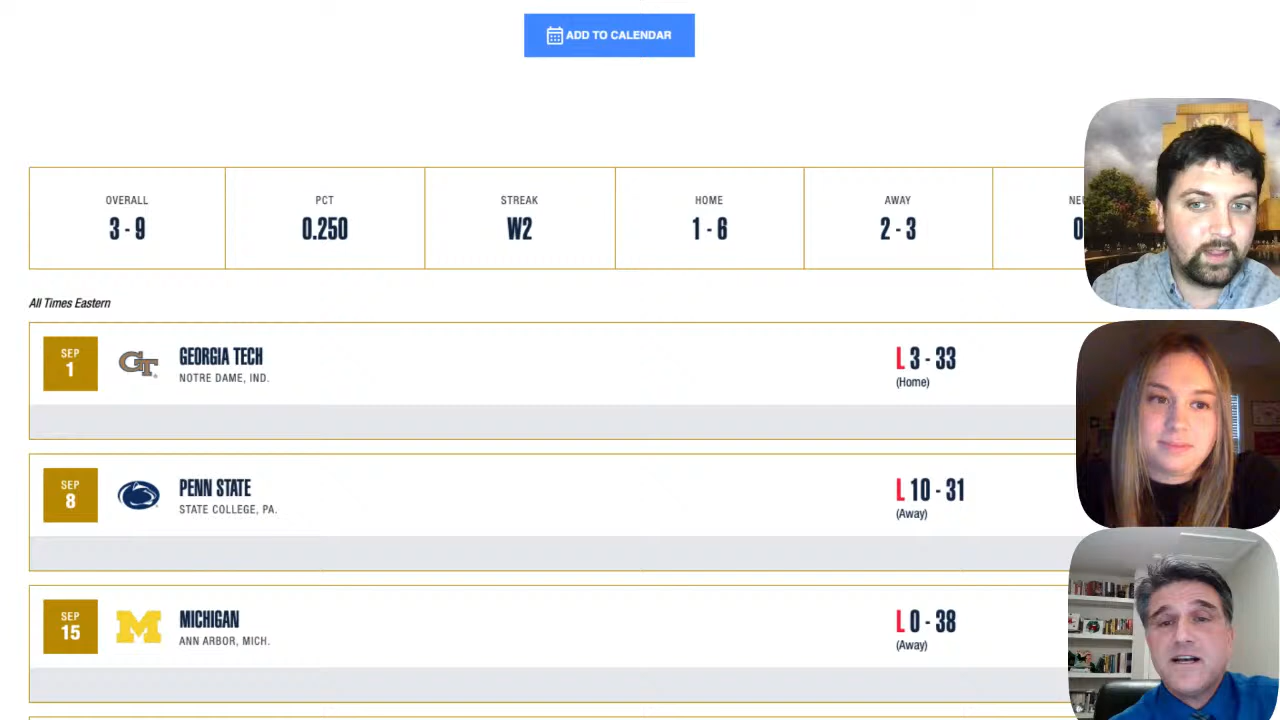 ADD TO CALENDAR
OVERALL
3 - 9
PCT
0.250
STREAK
W2
HOME
1 - 6
AWAY
2 - 3
All Times Eastern
SEP
1
GT
GEORGIA TECH
NOTRE DAME, IND.
L 3 - 33
(Home)
SEP
8
PENN STATE
STATE COLLEGE, PA.
L 10 - 31
(Away)
SEP
15
M
MICHIGAN
ANN ARBOR, MICH.
L 0 - 38
(Away)